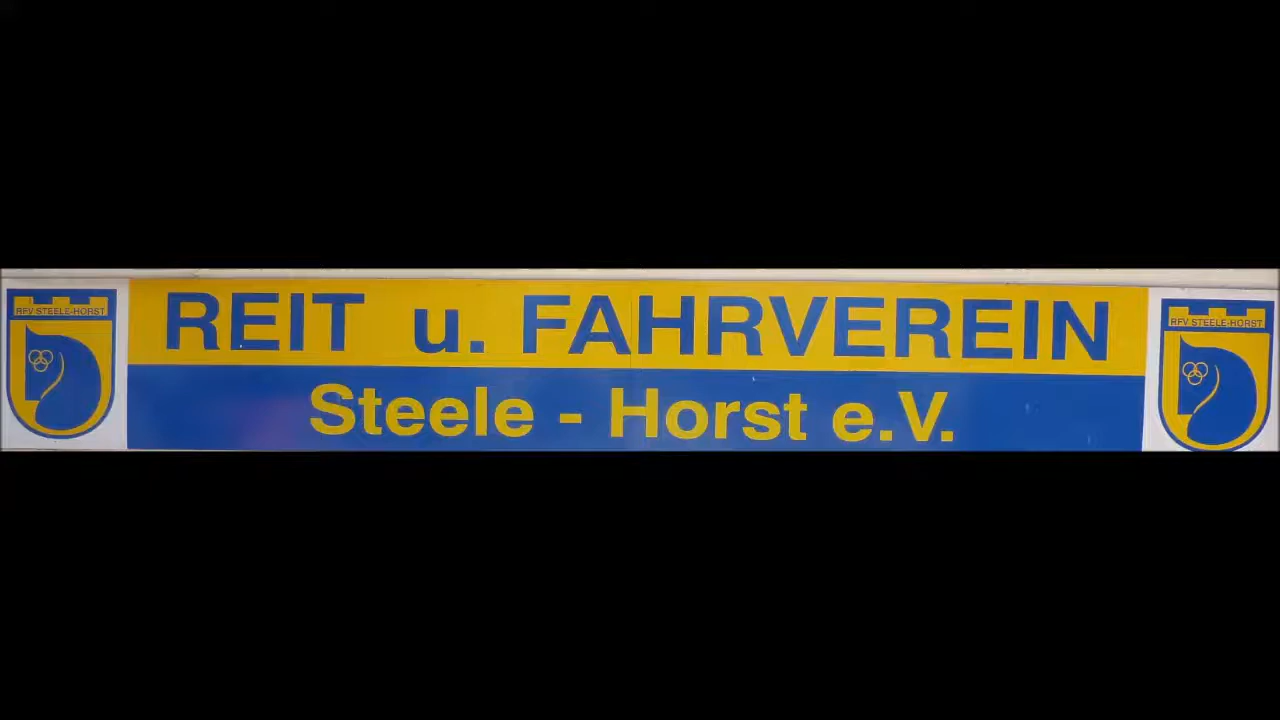 RFV STEELE-HORST
REIT u. FAHRVEREIN
Steele - Horst e.V.
RFV STEELE-HORST